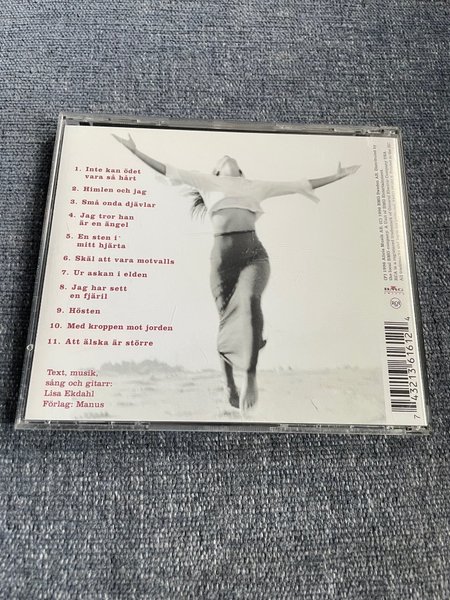 1. Inte kan ödet
vara så hårt
2. Himlen och jag
3. Små onda djävlar
4. Jag tror han
är en ängel
5. En sten i
mitt hjärta
6. Skäl att vara motvalls
7. Ur askan i elden
8. Jag har sett
en fjäril
9. Hösten
10. Med kroppen mot jorden
11. Att älska är större
Text, musik,
sång och gitarr:
Lisa Ekdahl
Förlag: Manus
BMG
RCA
7 43213 61612 4